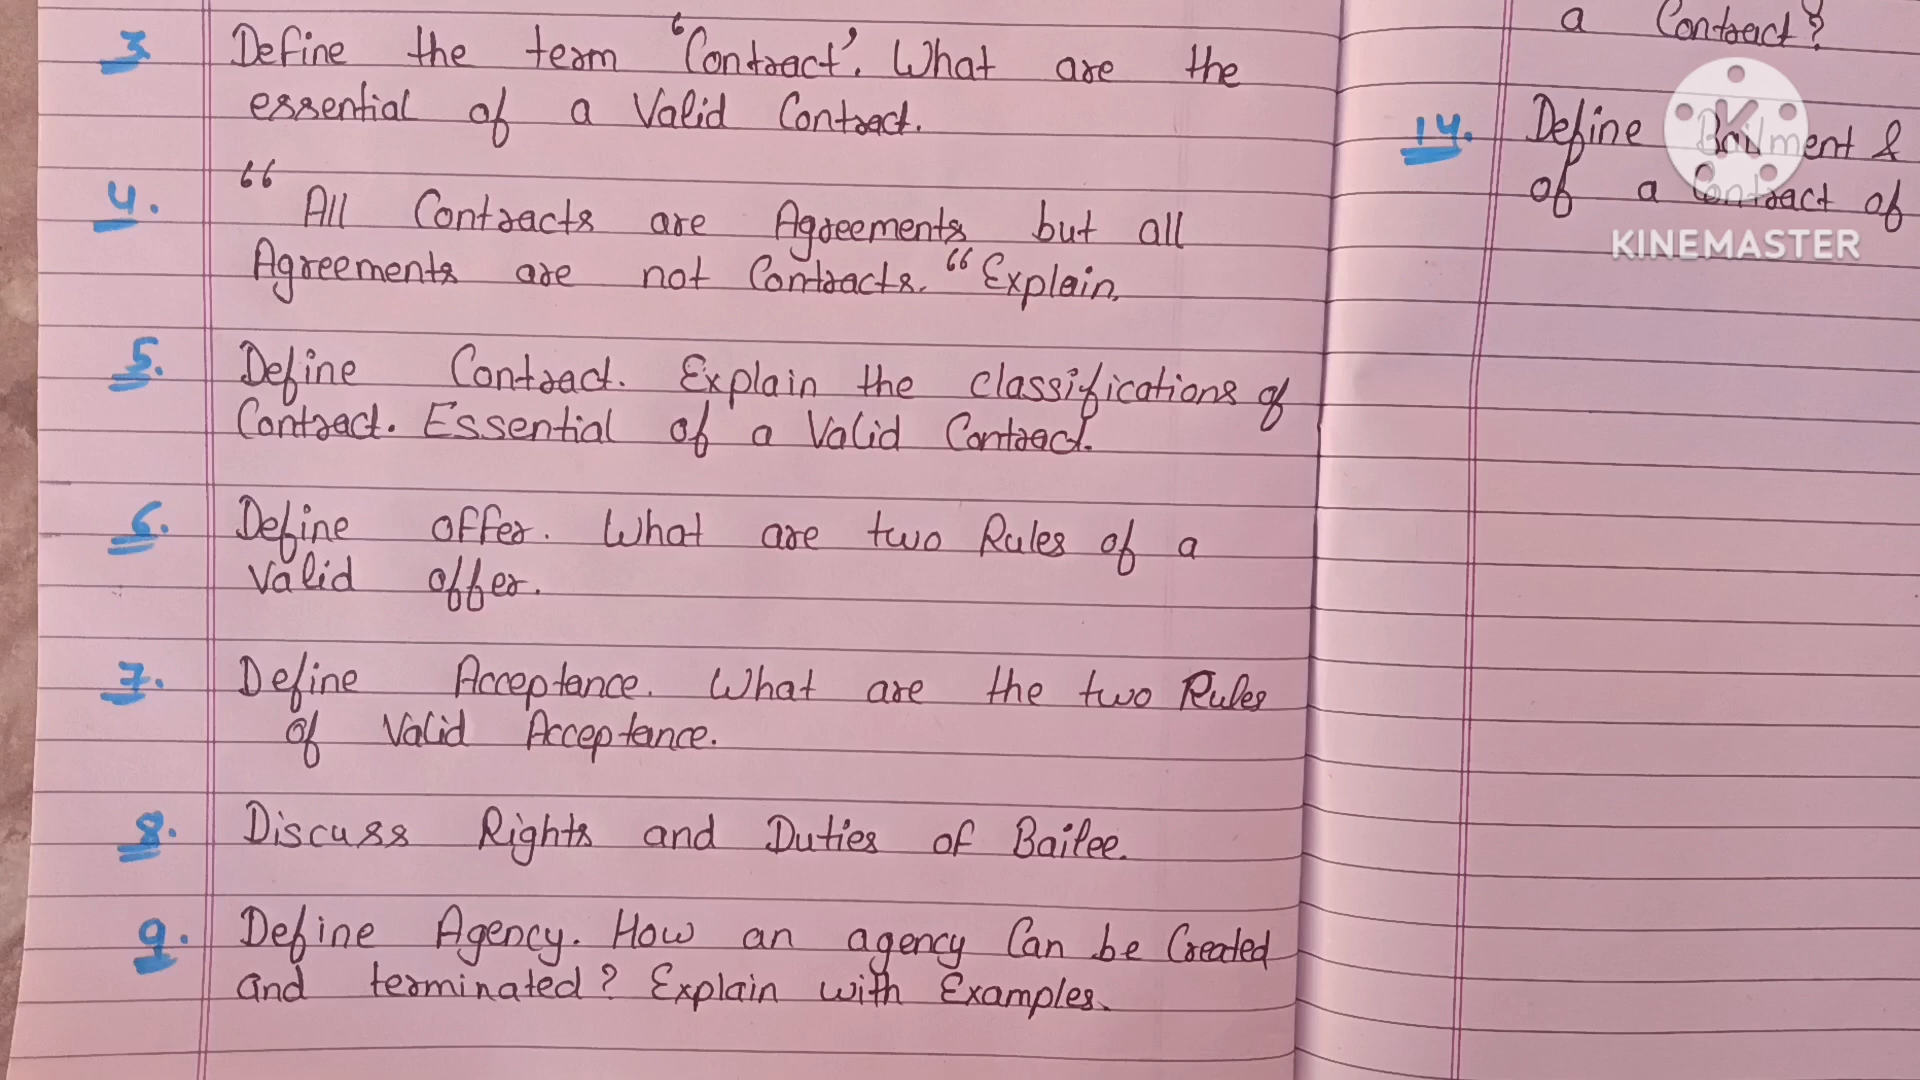 3 Define the term ‘Contract’. What are the
essential of a Valid Contract.
4. “ All Contracts are Agreements but all
Agreements are not Contracts. “ Explain.
5. Define Contract. Explain the classifications of
Contract. Essential of a Valid Contract.
6. Define offer. What are two Rules of a
Valid offer.
7. Define Acceptance. What are the two Rules
of Valid Acceptance.
8. Discuss Rights and Duties of Bailee.
9. Define Agency. How an agency Can be Created
and terminated? Explain with Examples.
a Contract?
14. Define Bailment &
of a Contract of
KINEMASTER